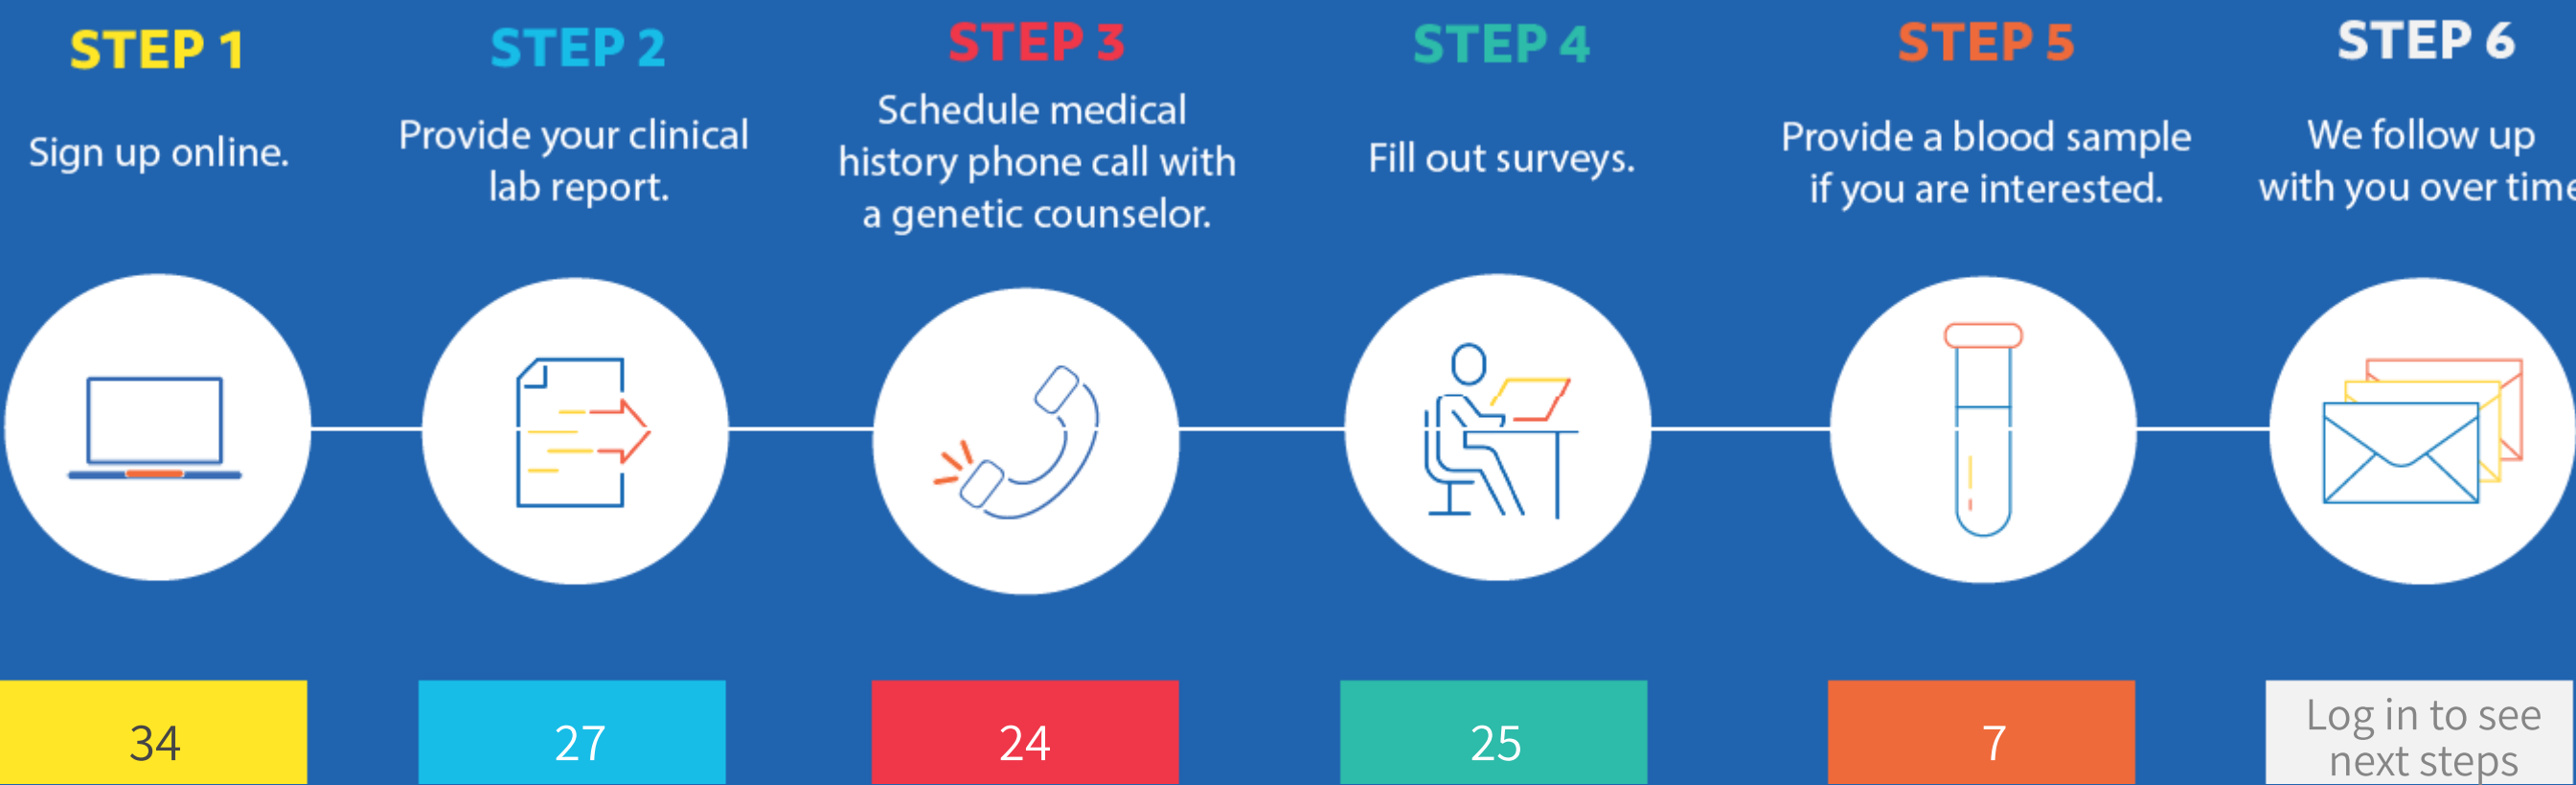 STEP 1
Sign up online.
34
STEP 2
Provide your clinical
lab report.
27
STEP 3
Schedule medical
history phone call with
a genetic counselor.
24
STEP 4
Fill out surveys.
25
STEP 5
Provide a blood sample
if you are interested.
7
STEP 6
We follow up
with you over time
Log in to see
next steps